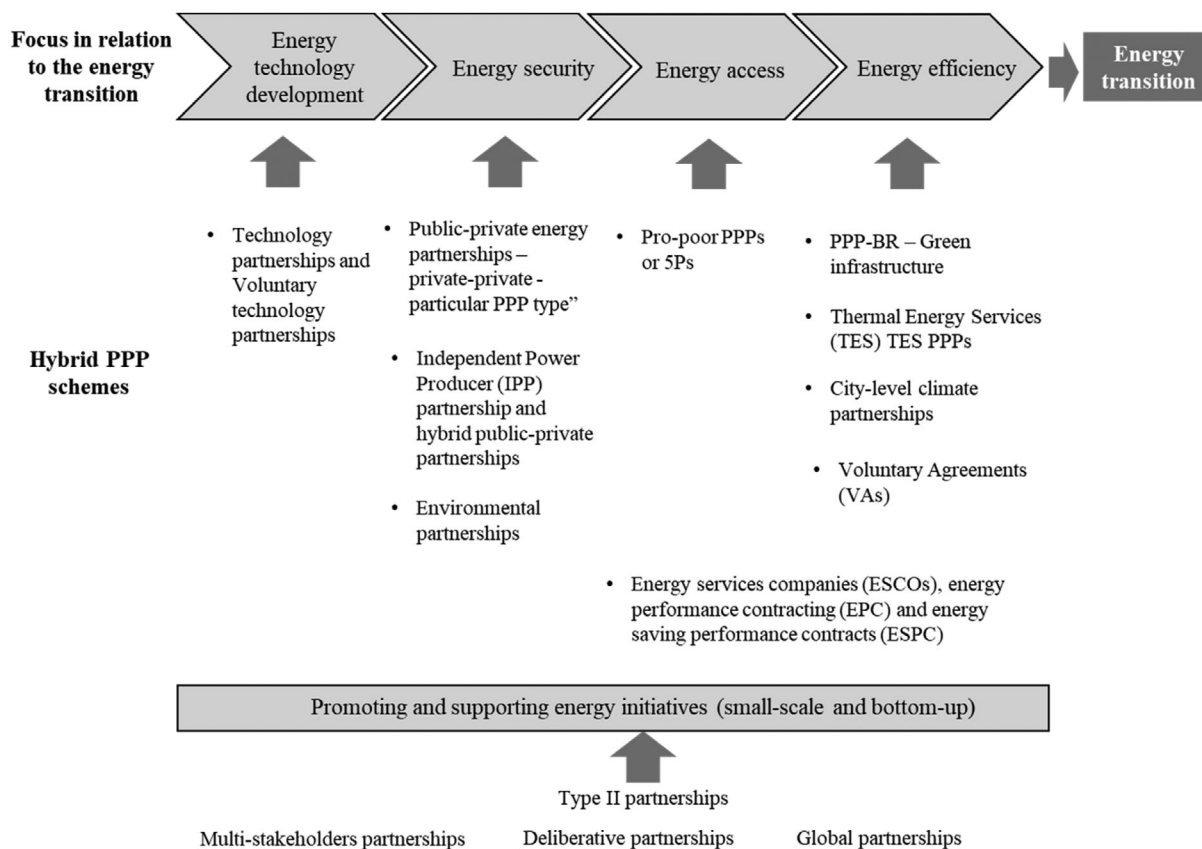 Focus in relation
to the energy
transition
Energy
technology
development
Energy security
Energy access
Energy efficiency
Energy
transition
Hybrid PPP
schemes
• Technology
partnerships and
Voluntary
technology
partnerships
• Public-private energy
partnerships –
private-private -
particular PPP type”
• Independent Power
Producer (IPP)
partnership and
hybrid public-private
partnerships
• Environmental
partnerships
• Pro-poor PPPs
or 5Ps
• PPP-BR – Green
infrastructure
• Thermal Energy Services
(TES) TES PPPs
• City-level climate
partnerships
• Voluntary Agreements
(VAs)
• Energy services companies (ESCOs), energy
performance contracting (EPC) and energy
saving performance contracts (ESPC)
Promoting and supporting energy initiatives (small-scale and bottom-up)
Type II partnerships
Multi-stakeholders partnerships
Deliberative partnerships
Global partnerships